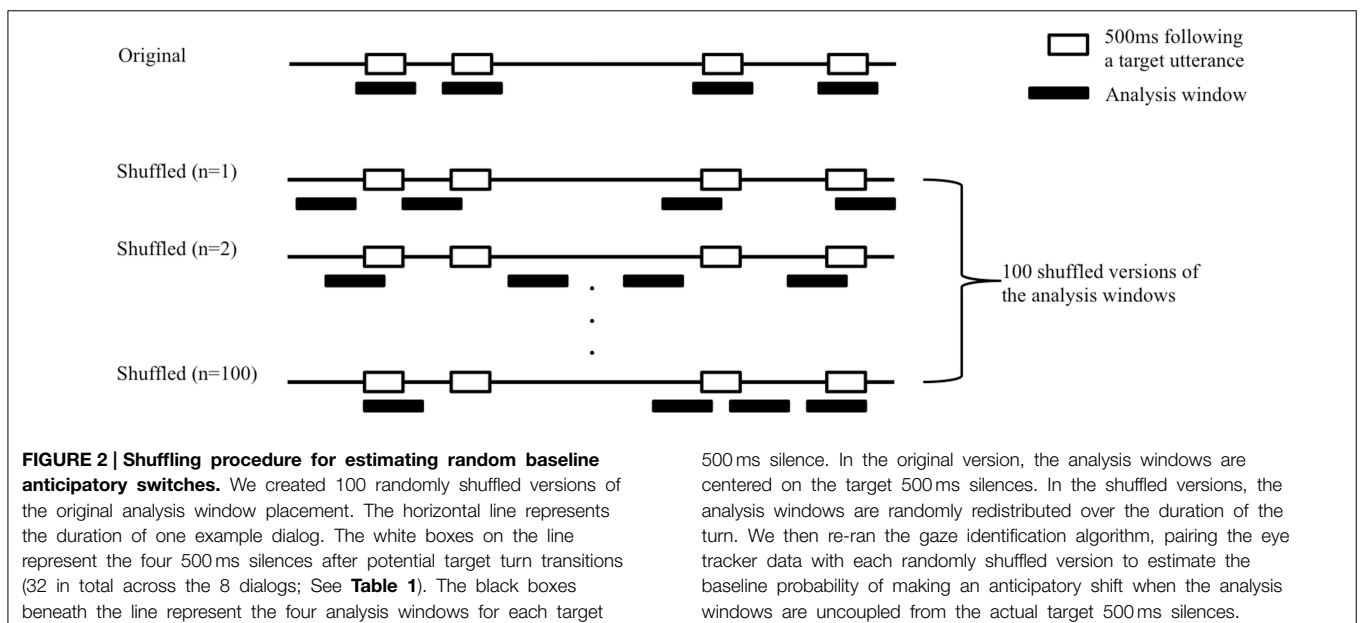 Original
500ms following
a target utterance
Analysis window
Shuffled (n=1)
Shuffled (n=2)
Shuffled (n=100)
100 shuffled versions of
the analysis windows
FIGURE 2 | Shuffling procedure for estimating random baseline
anticipatory switches. We created 100 randomly shuffled versions of
the original analysis window placement. The horizontal line represents
the duration of one example dialog. The white boxes on the line
represent the four 500 ms silences after potential target turn transitions
(32 in total across the 8 dialogs; See Table 1). The black boxes
beneath the line represent the four analysis windows for each target
500 ms silence. In the original version, the analysis windows are
centered on the target 500 ms silences. In the shuffled versions, the
analysis windows are randomly redistributed over the duration of the
turn. We then re-ran the gaze identification algorithm, pairing the eye
tracker data with each randomly shuffled version to estimate the
baseline probability of making an anticipatory shift when the analysis
windows are uncoupled from the actual target 500 ms silences.